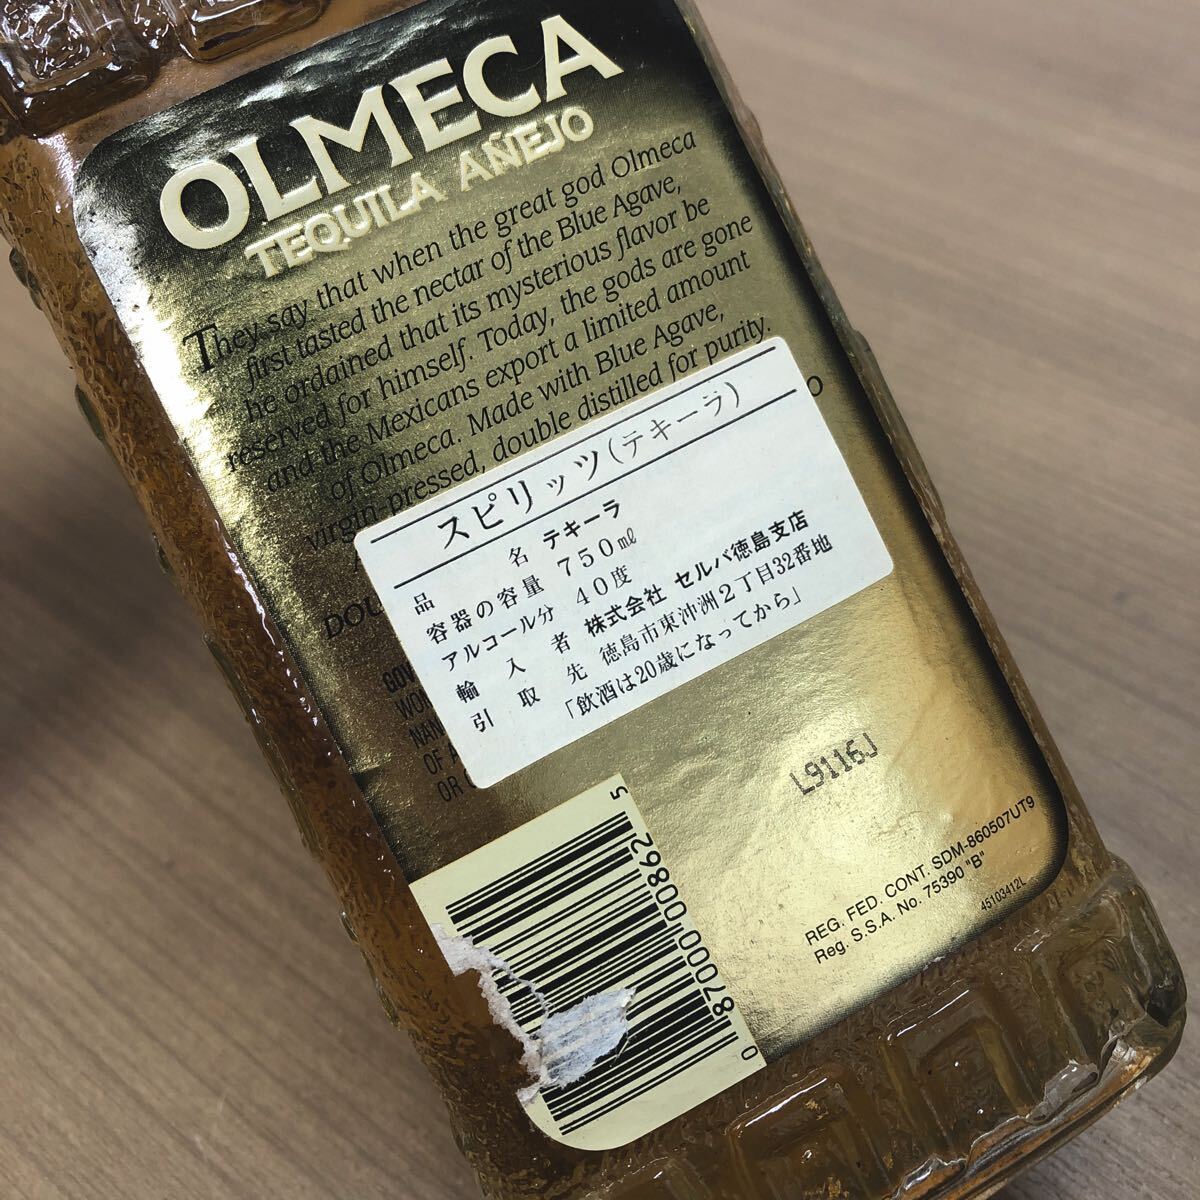 OLMECA
TEQUILA AÑEJO
They say that when the great god Olmeca
first tasted the nectar of the Blue Agave,
he ordained that its mysterious flavor be
reserved for himself. Today, the gods are gone
and the Mexicans export a limited amount
of Olmeca. Made with Blue Agave,
virgin-pressed, double distilled for purity.
スピリッツ(テキーラ)
品名 テキーラ
容器の容量 750ml
アルコール分 40度
輸入者 株式会社 セルバ徳島支店
引取先 徳島市東沖洲2丁目32番地
「飲酒は20歳になってから」
DOU
GOV
WO
NAN
OF A
OR
L9116J
0 87000 00862 5
REG. FED. CONT. SDM-860507UT9
Reg. S.S.A. No. 75390 "B"
45103412L